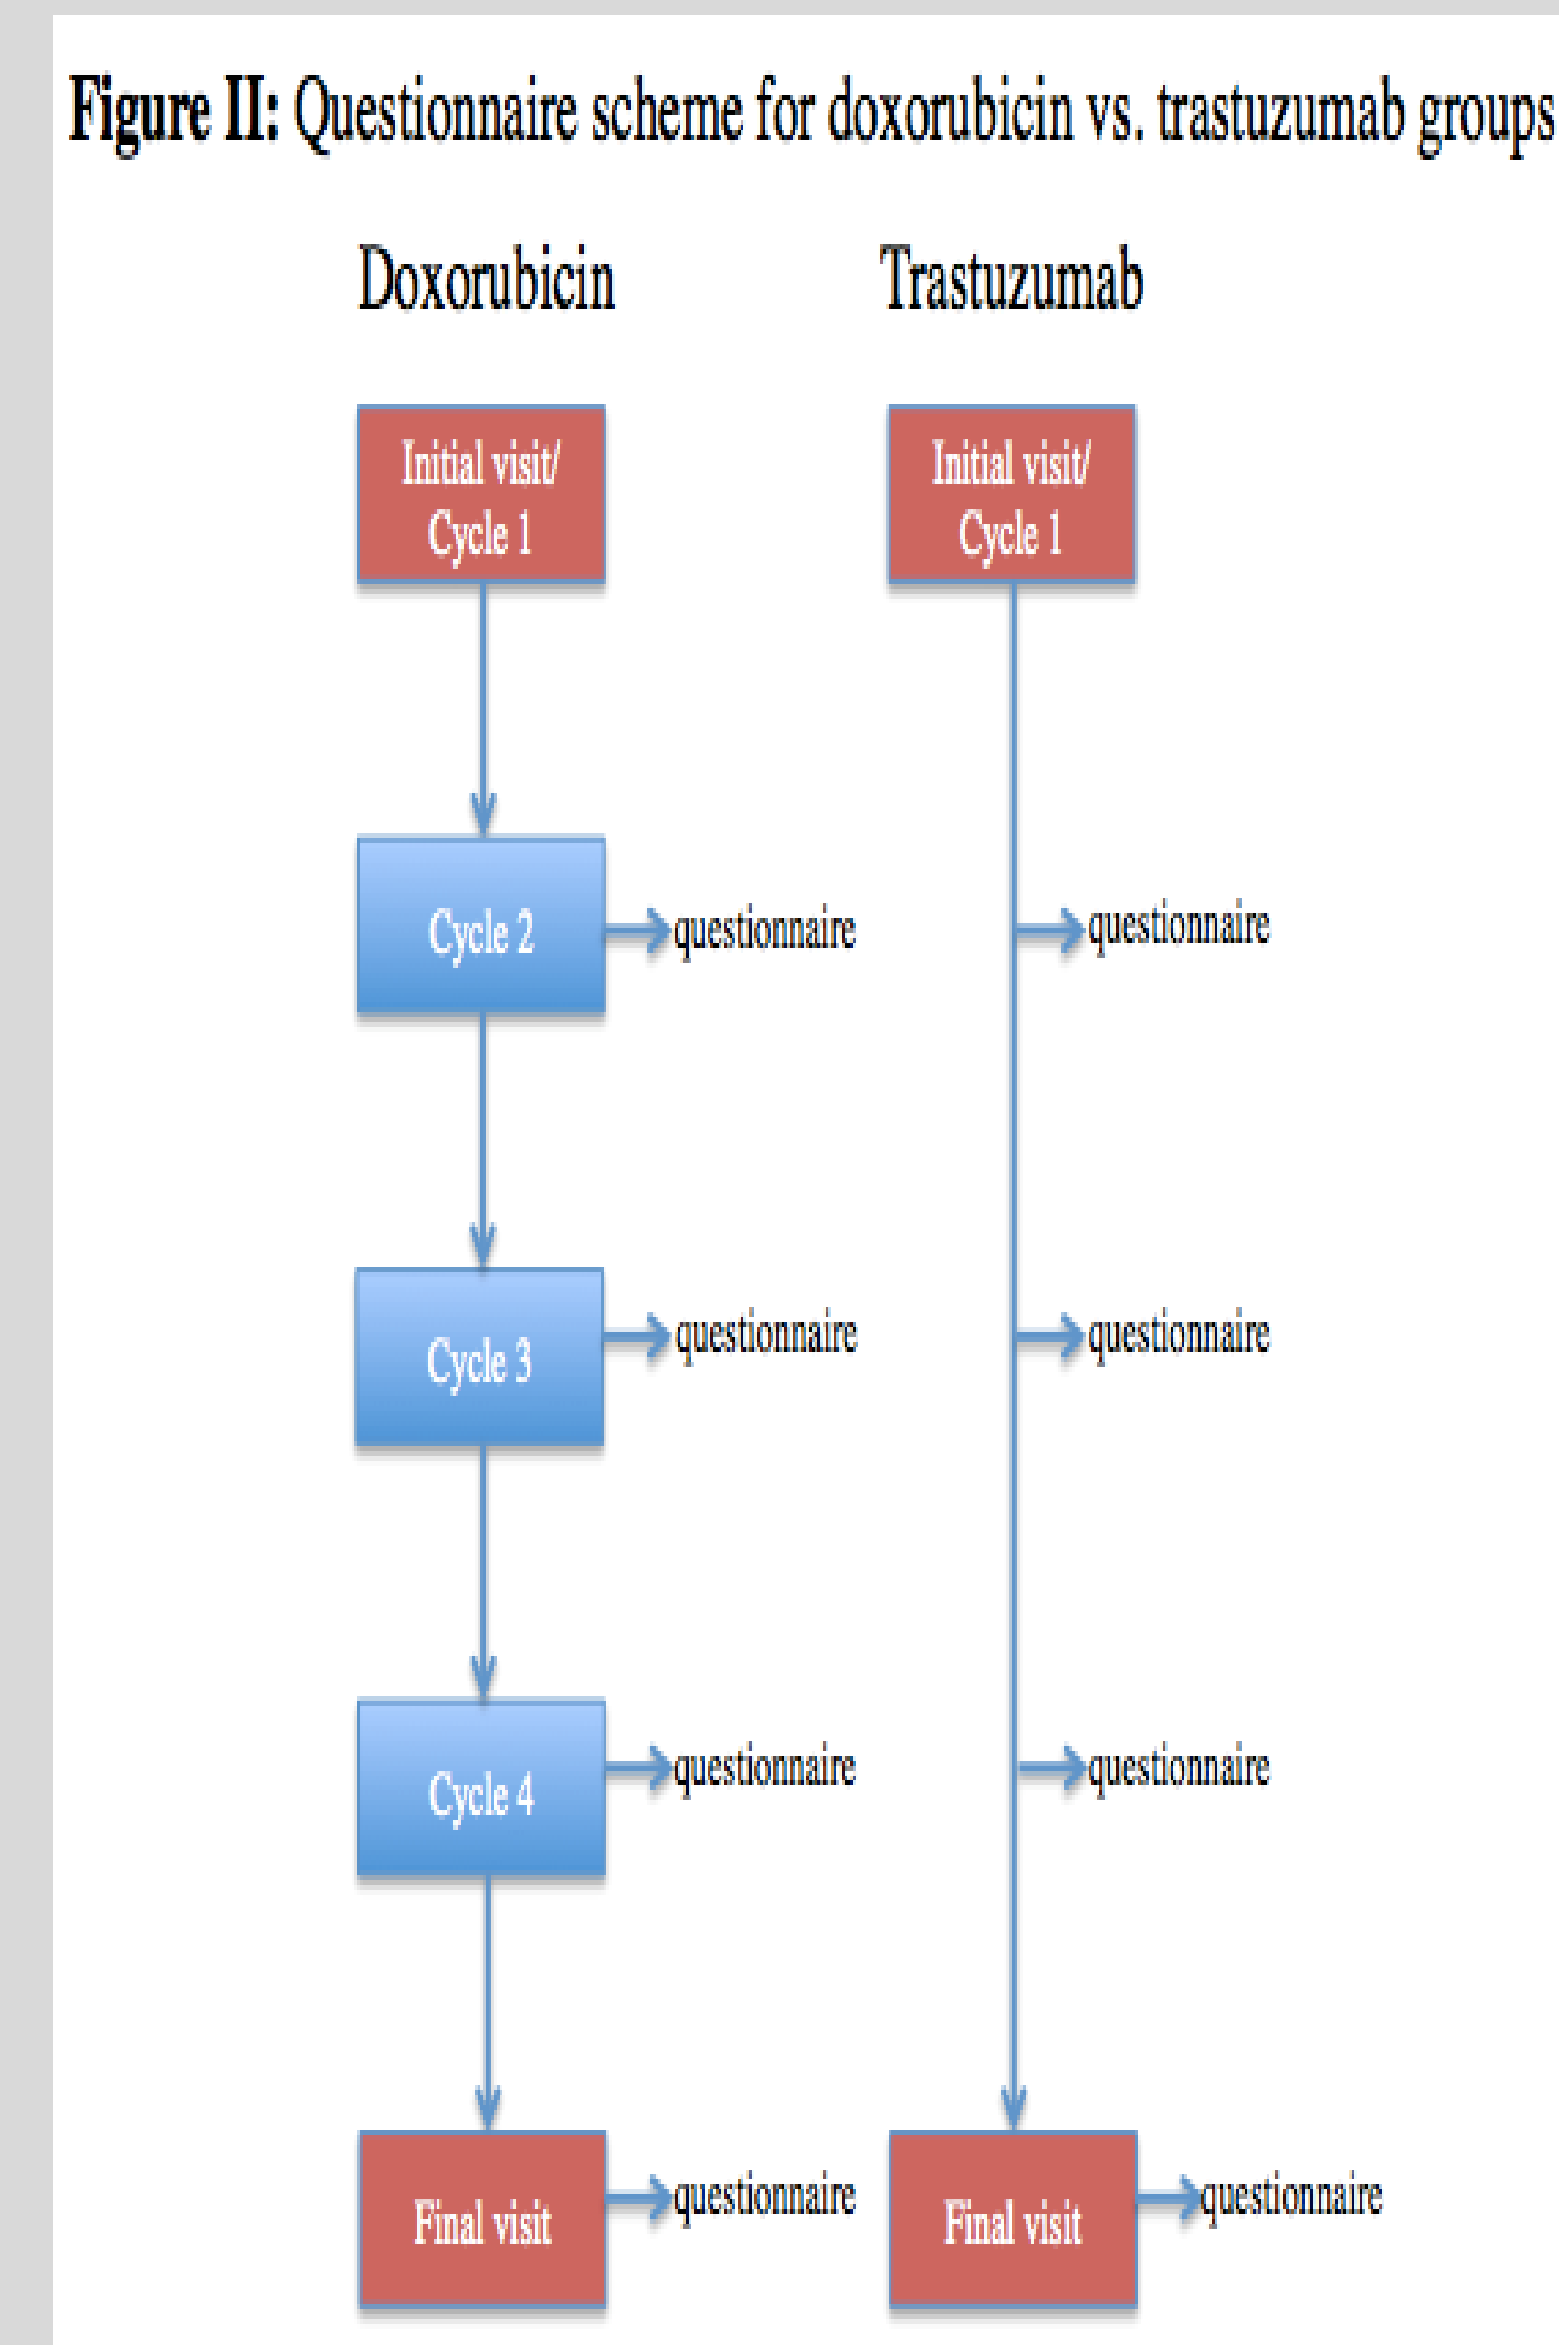 Figure II: Questionnaire scheme for doxorubicin vs. trastuzumab groups
Doxorubicin
Trastuzumab
Initial visit/
Cycle 1
Initial visit/
Cycle 1
Cycle 2
questionnaire
questionnaire
Cycle 3
questionnaire
questionnaire
Cycle 4
questionnaire
questionnaire
Final visit
questionnaire
Final visit
questionnaire